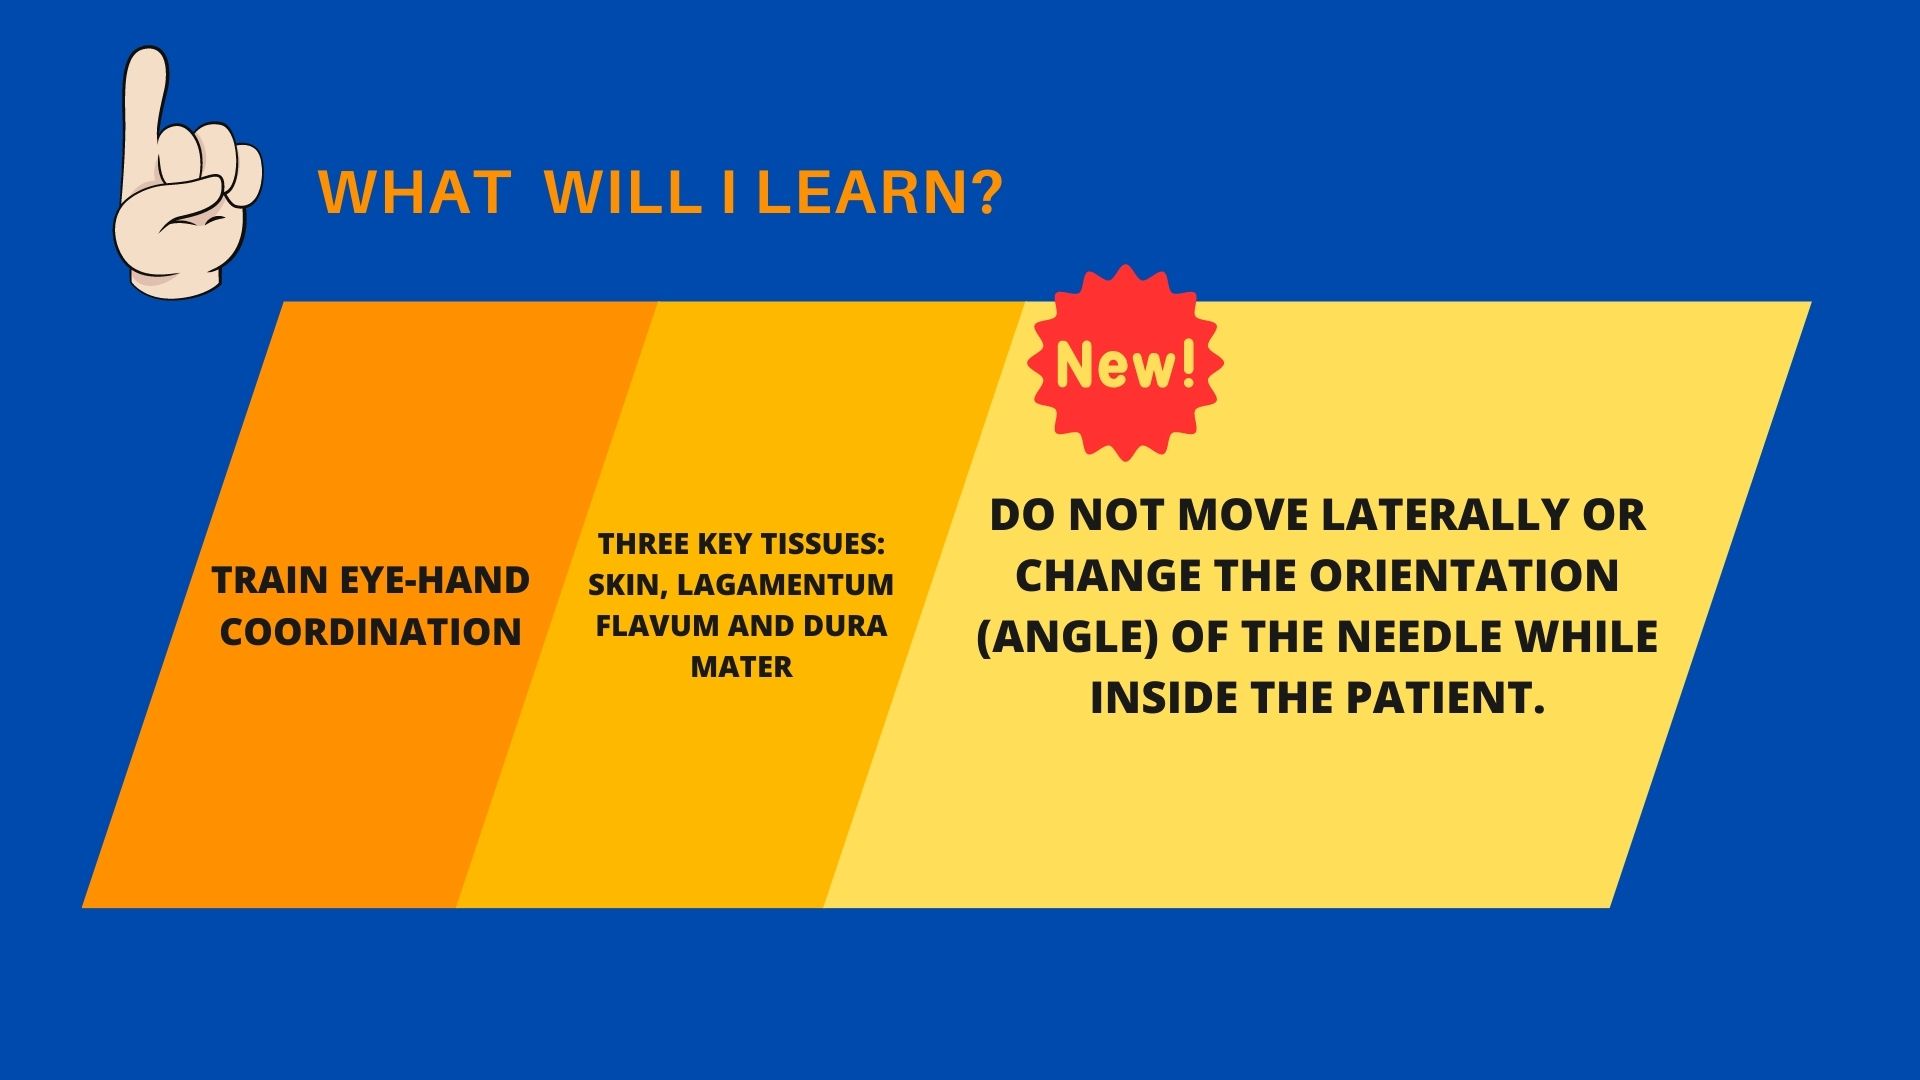 WHAT WILL I LEARN?
New!
TRAIN EYE-HAND
COORDINATION
THREE KEY TISSUES:
SKIN, LAGAMENTUM
FLAVUM AND DURA
MATER
DO NOT MOVE LATERALLY OR
CHANGE THE ORIENTATION
(ANGLE) OF THE NEEDLE WHILE
INSIDE THE PATIENT.